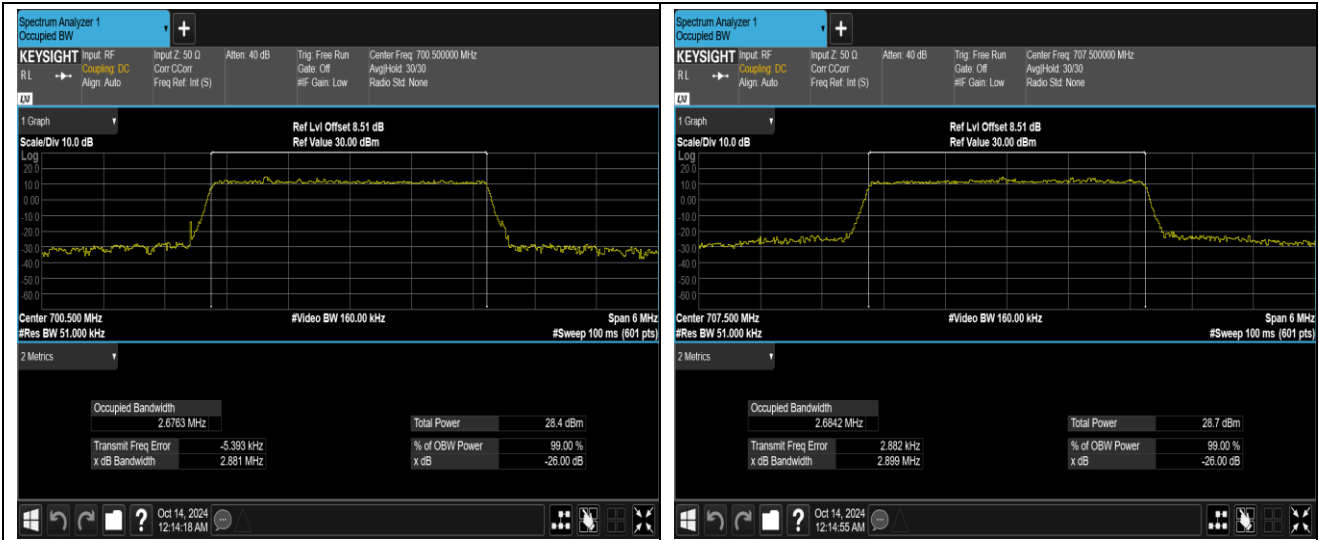 Spectrum Analyzer 1
Occupied BW
+
KEYSIGHT Input: RF Input Z: 50 Ω Atten: 40 dB Trig: Free Run Center Freq: 700.500000 MHz
RL Coupling: DC Corr CCorr Gate: Off Avg|Hold: 30/30
Align: Auto Freq Ref: Int (S) #IF Gain: Low Radio Std: None
LXI
1 Graph
Ref Lvl Offset 8.51 dB
Scale/Div 10.0 dB Ref Value 30.00 dBm
Log
20.0
10.0
0.00
-10.0
-20.0
-30.0
-40.0
-50.0
-60.0
Center 700.500 MHz #Video BW 160.00 kHz Span 6 MHz
#Res BW 51.000 kHz #Sweep 100 ms (601 pts)
2 Metrics
Occupied Bandwidth
2.6763 MHz Total Power 28.4 dBm
Transmit Freq Error -5.393 kHz % of OBW Power 99.00 %
x dB Bandwidth 2.881 MHz x dB -26.00 dB
?
Oct 14, 2024
12:14:18 AM
Spectrum Analyzer 1
Occupied BW
+
KEYSIGHT Input: RF Input Z: 50 Ω Atten: 40 dB Trig: Free Run Center Freq: 707.500000 MHz
RL Coupling: DC Corr CCorr Gate: Off Avg|Hold: 30/30
Align: Auto Freq Ref: Int (S) #IF Gain: Low Radio Std: None
LXI
1 Graph
Ref Lvl Offset 8.51 dB
Scale/Div 10.0 dB Ref Value 30.00 dBm
Log
20.0
10.0
0.00
-10.0
-20.0
-30.0
-40.0
-50.0
-60.0
Center 707.500 MHz #Video BW 160.00 kHz Span 6 MHz
#Res BW 51.000 kHz #Sweep 100 ms (601 pts)
2 Metrics
Occupied Bandwidth
2.6842 MHz Total Power 28.7 dBm
Transmit Freq Error 2.882 kHz % of OBW Power 99.00 %
x dB Bandwidth 2.899 MHz x dB -26.00 dB
?
Oct 14, 2024
12:14:55 AM